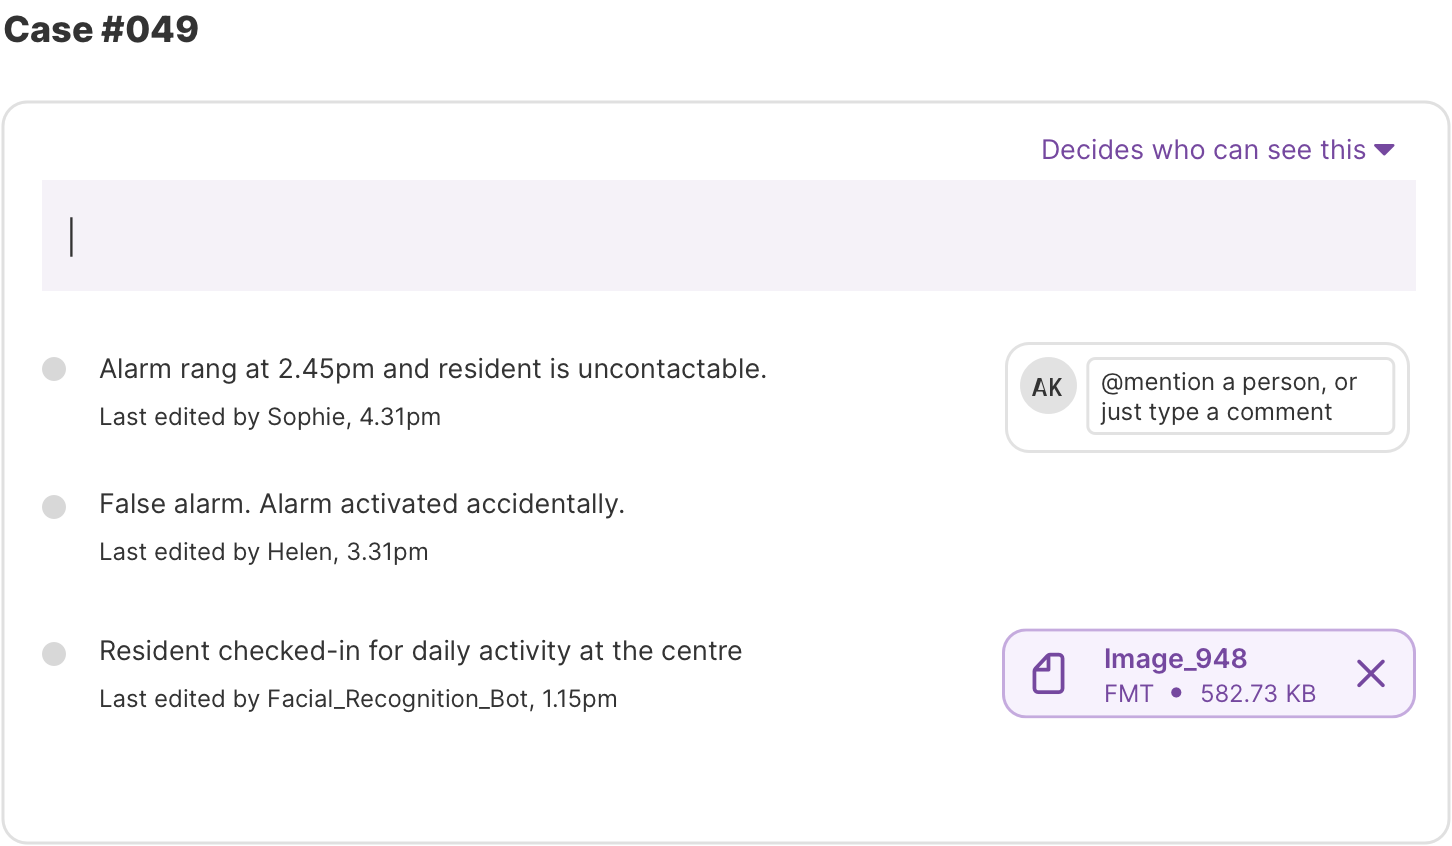 Case #049
Decides who can see this
Alarm rang at 2.45pm and resident is uncontactable.
Last edited by Sophie, 4.31pm
AK
@mention a person, or
just type a comment
False alarm. Alarm activated accidentally.
Last edited by Helen, 3.31pm
Resident checked-in for daily activity at the centre
Last edited by Facial_Recognition_Bot, 1.15pm
Image_948
FMT • 582.73 KB